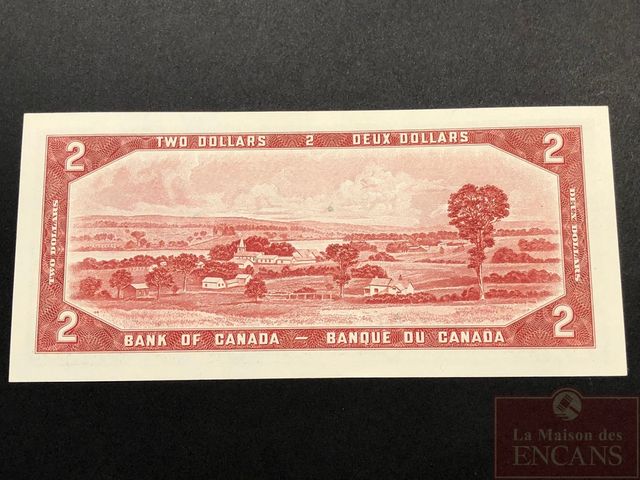 TWO DOLLARS 2 DEUX DOLLARS
2 2
TWO DOLLARS
DEUX DOLLARS
2 2
BANK OF CANADA — BANQUE DU CANADA
La Maison des
ENCANS